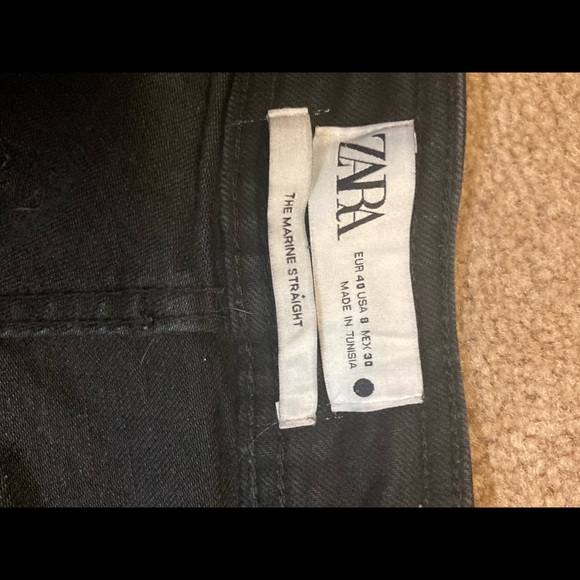 THE MARINE STRAIGHT
ZARA
EUR 40 USA 8 MEX 30
MADE IN TUNISIA